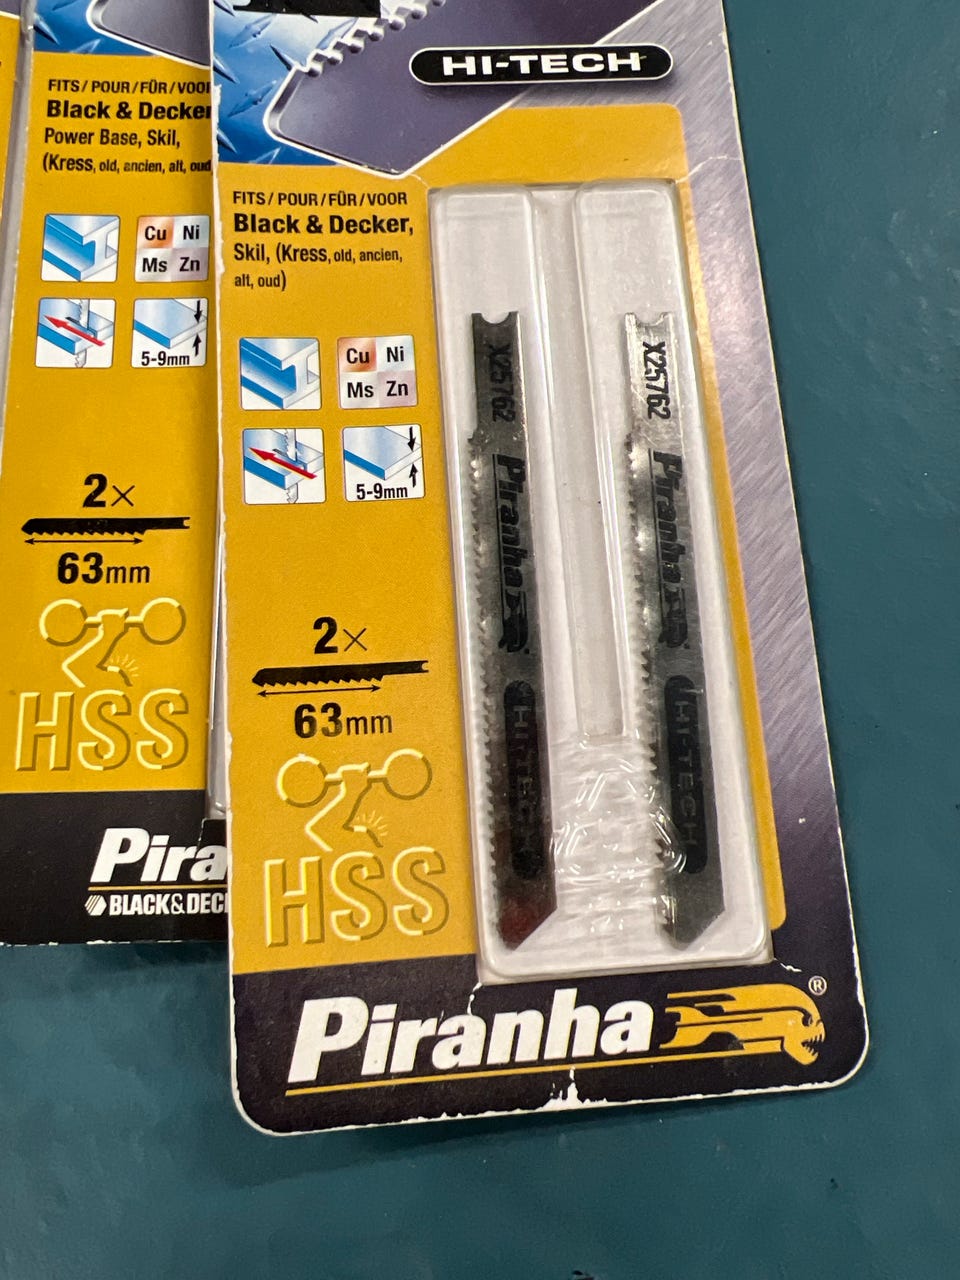 FITS/POUR/FÜR/VOOR
Black & Decker
Power Base, Skil,
(Kress, old, ancien, alt, oud
Cu Ni
Ms Zn
5-9mm
2×
63mm
HSS
Pira
BLACK&DEC
HI-TECH
FITS/POUR/FÜR/VOOR
Black & Decker,
Skil, (Kress, old, ancien,
alt, oud)
Cu Ni
Ms Zn
5-9mm
2×
63mm
HSS
X25762
Piranha
HI-TECH
X25762
Piranha
HI-TECH
Piranha®